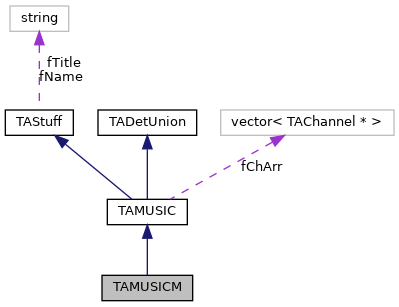 string
fTitle
fName
TAStuff
TADetUnion
vector< TAChannel * >
fChArr
TAMUSIC
TAMUSICM